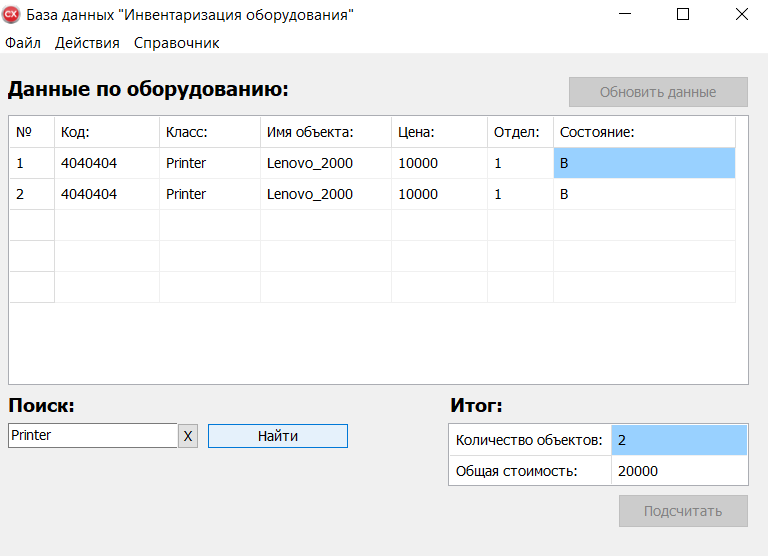 CX База данных "Инвентаризация оборудования"
Файл Действия Справочник
Данные по оборудованию: Обновить данные
№ Код: Класс: Имя объекта: Цена: Отдел: Состояние:
1 4040404 Printer Lenovo_2000 10000 1 В
2 4040404 Printer Lenovo_2000 10000 1 В
Поиск: Итог:
Printer X Найти
Количество объектов: 2
Общая стоимость: 20000
Подсчитать